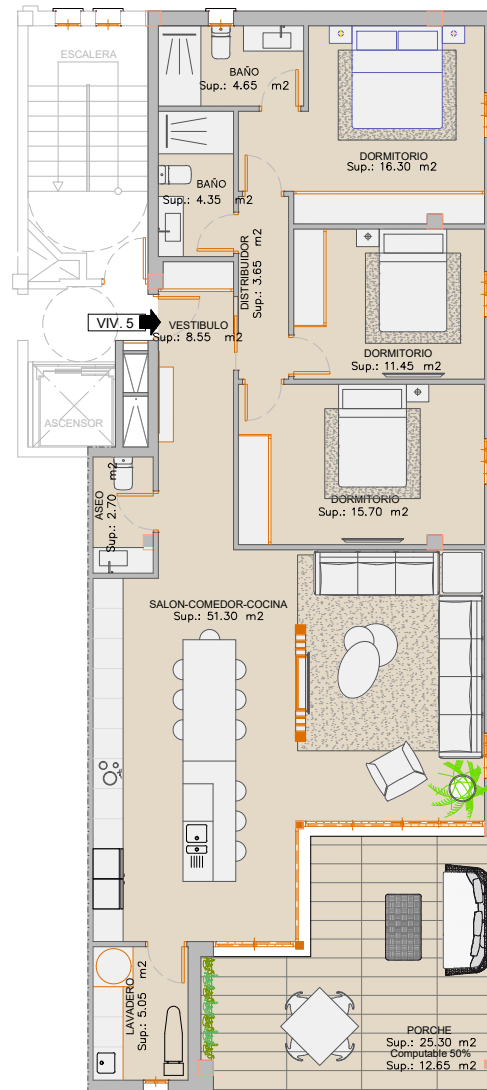 ESCALERA
BAÑO
Sup.: 4.65 m2
DORMITORIO
Sup.: 16.30 m2
BAÑO
Sup.: 4.35 m2
DISTRIBUIDOR
Sup.: 3.65 m2
VIV. 5
VESTIBULO
Sup.: 8.55 m2
DORMITORIO
Sup.: 11.45 m2
ASCENSOR
ASEO
Sup.: 2.70 m2
DORMITORIO
Sup.: 15.70 m2
SALON-COMEDOR-COCINA
Sup.: 51.30 m2
LAVADERO
Sup.: 5.05 m2
PORCHE
Sup.: 25.30 m2
Computable 50%
Sup.: 12.65 m2